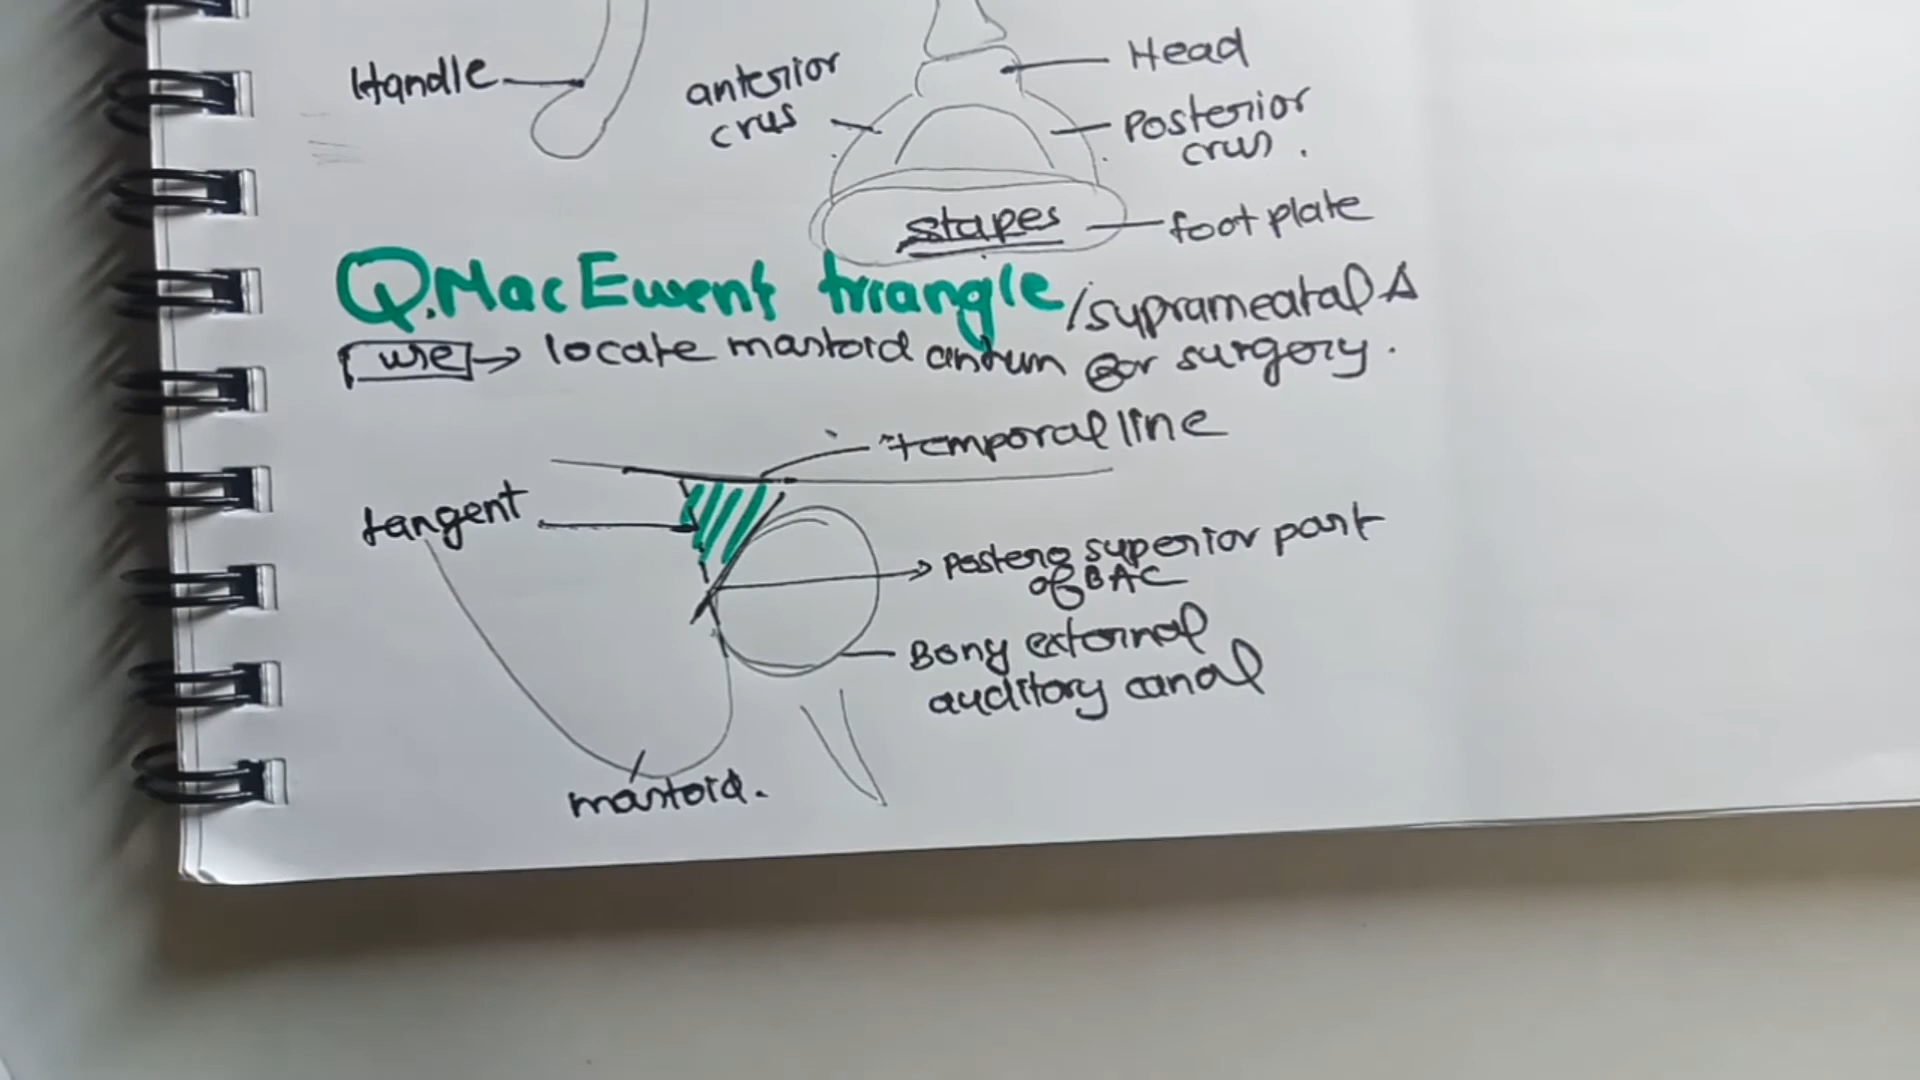 Handle
anterior
crus
Head
Posterior
crus.
stapes
foot plate
Q. MacEwent triangle /suprameatal Δ
use → locate mastoid antrum for surgery.
temporal line
tangent
Postero superior part
of BAC
Bony external
auditory canal
mastoid.